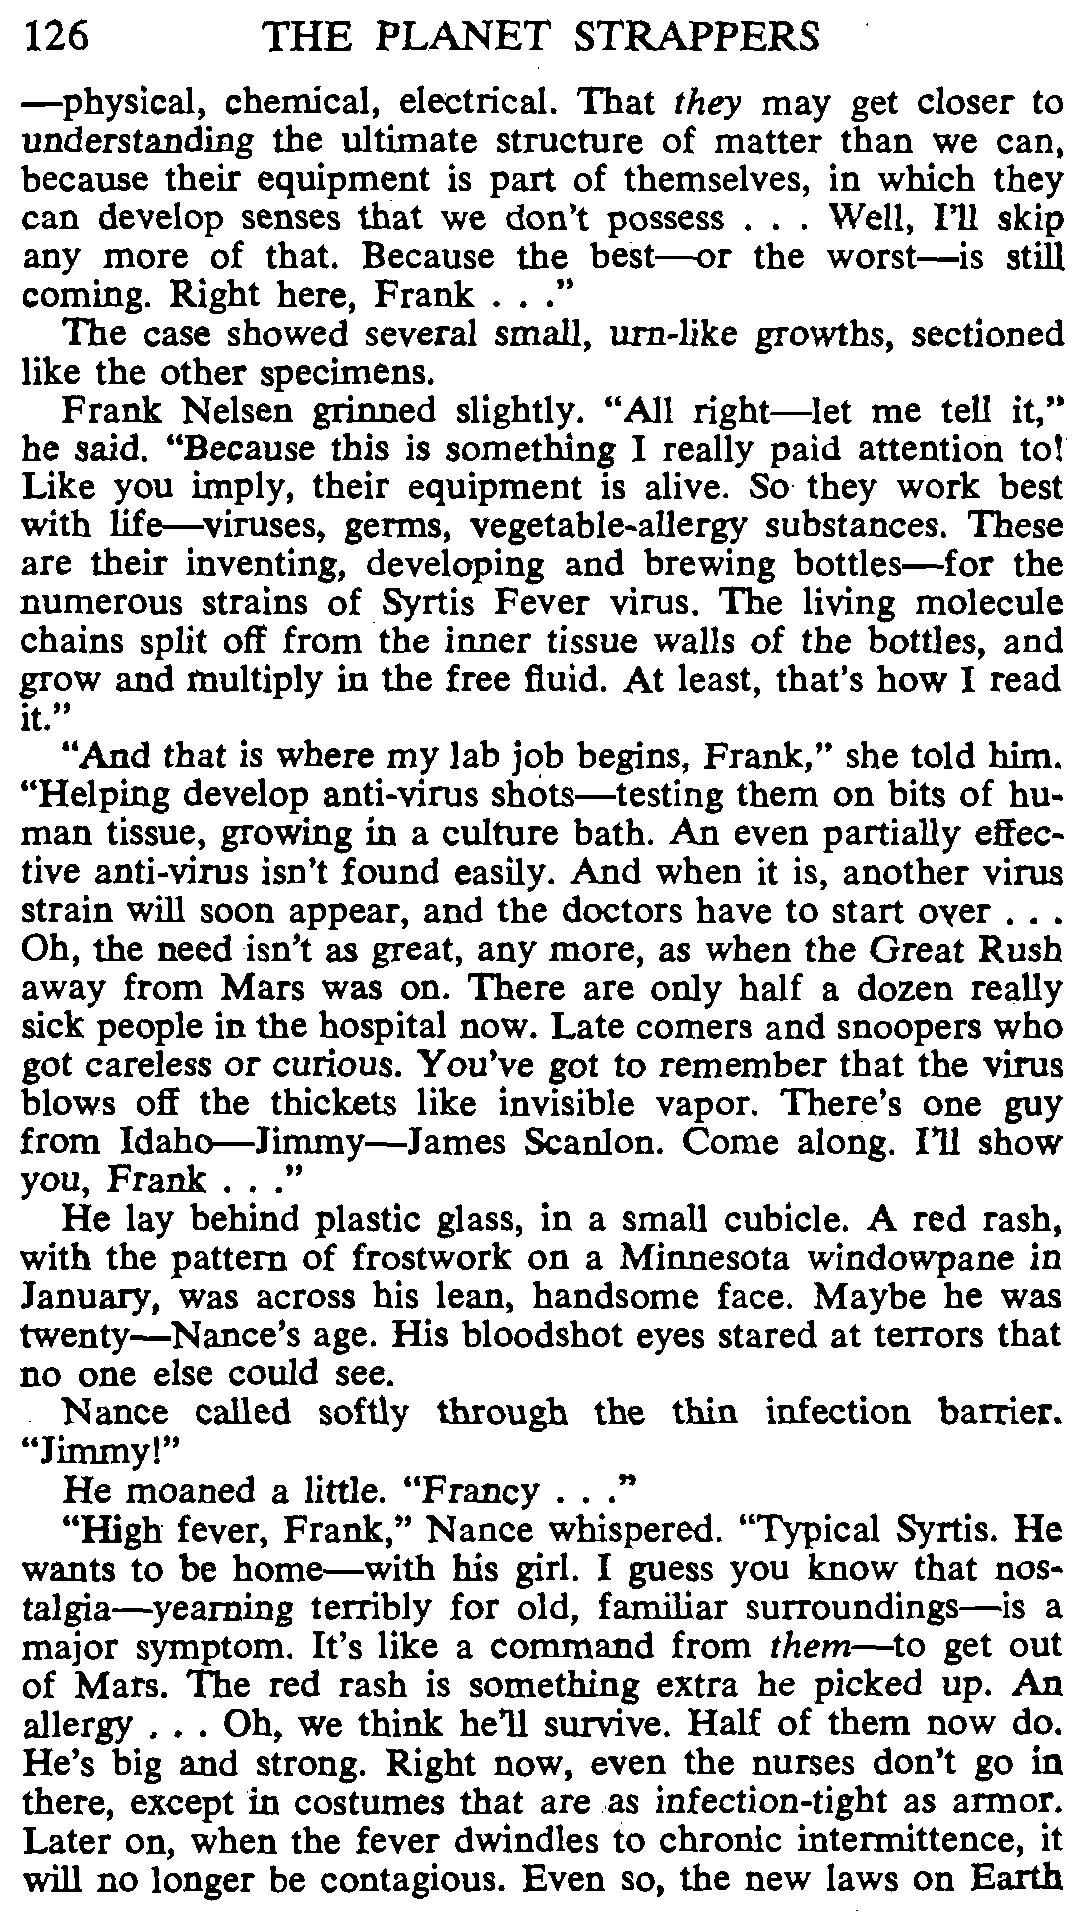 126 THE PLANET STRAPPERS
—physical, chemical, electrical. That they may get closer to
understanding the ultimate structure of matter than we can,
because their equipment is part of themselves, in which they
can develop senses that we don't possess . . . Well, I'll skip
any more of that. Because the best—or the worst—is still
coming. Right here, Frank . . .”
The case showed several small, urn-like growths, sectioned
like the other specimens.
Frank Nelsen grinned slightly. “All right—let me tell it,”
he said. “Because this is something I really paid attention to!
Like you imply, their equipment is alive. So they work best
with life—viruses, germs, vegetable-allergy substances. These
are their inventing, developing and brewing bottles—for the
numerous strains of Syrtis Fever virus. The living molecule
chains split off from the inner tissue walls of the bottles, and
grow and multiply in the free fluid. At least, that's how I read
it.”
“And that is where my lab job begins, Frank,” she told him.
“Helping develop anti-virus shots—testing them on bits of hu-
man tissue, growing in a culture bath. An even partially effec-
tive anti-virus isn't found easily. And when it is, another virus
strain will soon appear, and the doctors have to start over . . .
Oh, the need isn't as great, any more, as when the Great Rush
away from Mars was on. There are only half a dozen really
sick people in the hospital now. Late comers and snoopers who
got careless or curious. You've got to remember that the virus
blows off the thickets like invisible vapor. There's one guy
from Idaho—Jimmy—James Scanlon. Come along. I'll show
you, Frank . . .”
He lay behind plastic glass, in a small cubicle. A red rash,
with the pattern of frostwork on a Minnesota windowpane in
January, was across his lean, handsome face. Maybe he was
twenty—Nance's age. His bloodshot eyes stared at terrors that
no one else could see.
Nance called softly through the thin infection barrier.
“Jimmy!”
He moaned a little. “Francy . . .”
“High fever, Frank,” Nance whispered. “Typical Syrtis. He
wants to be home—with his girl. I guess you know that nos-
talgia—yearning terribly for old, familiar surroundings—is a
major symptom. It's like a command from them—to get out
of Mars. The red rash is something extra he picked up. An
allergy . . . Oh, we think he'll survive. Half of them now do.
He's big and strong. Right now, even the nurses don't go in
there, except in costumes that are as infection-tight as armor.
Later on, when the fever dwindles to chronic intermittence, it
will no longer be contagious. Even so, the new laws on Earth